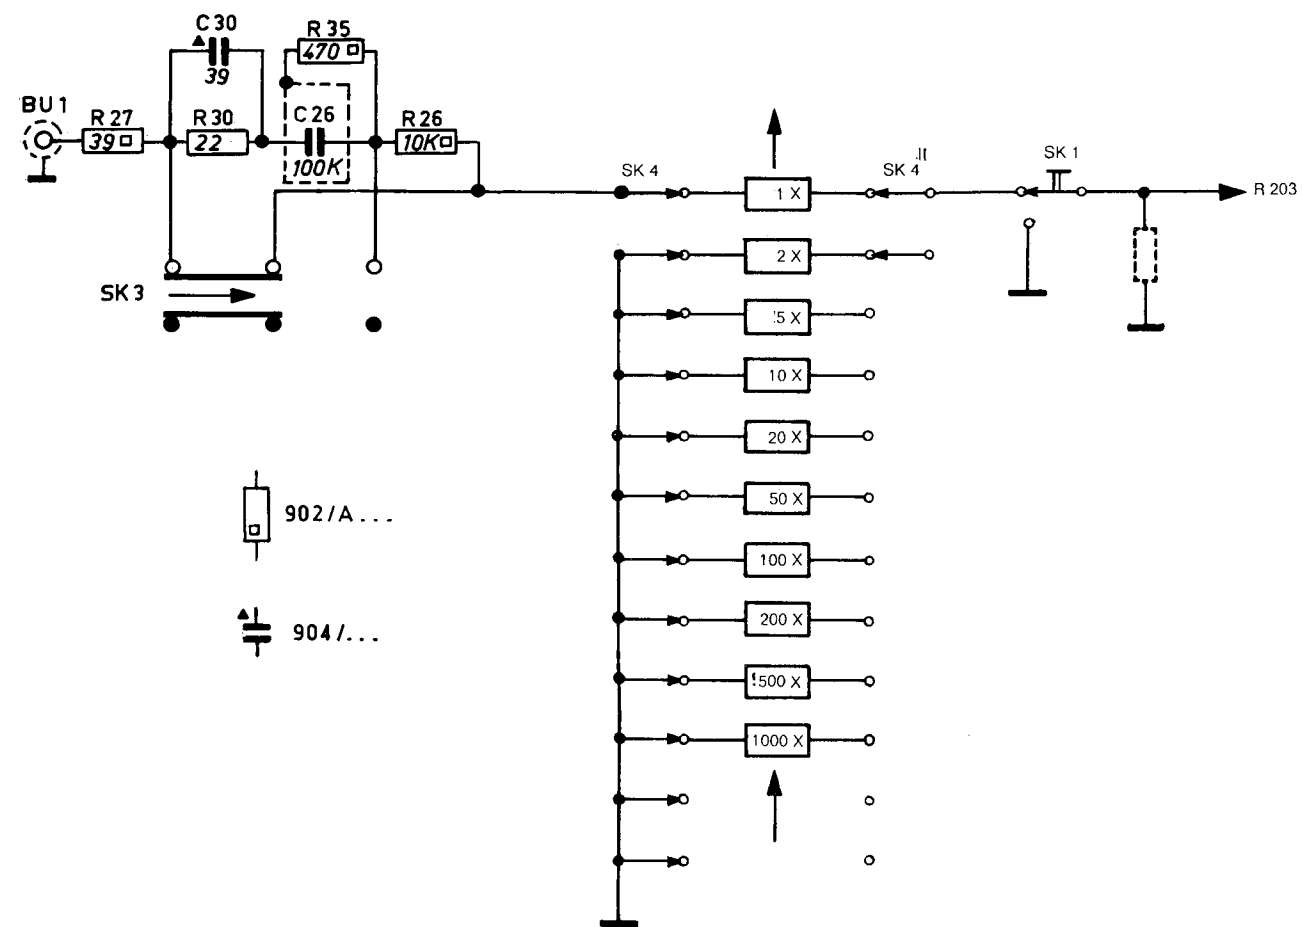 C 30
39
R 35
470
BU 1
R 27
39
R 30
22
C 26
100K
R 26
10K
SK 4
1 X
SK 4 II
SK 1
R 203
2 X
5 X
10 X
20 X
50 X
100 X
200 X
500 X
1000 X
SK 3
902/A...
904/...